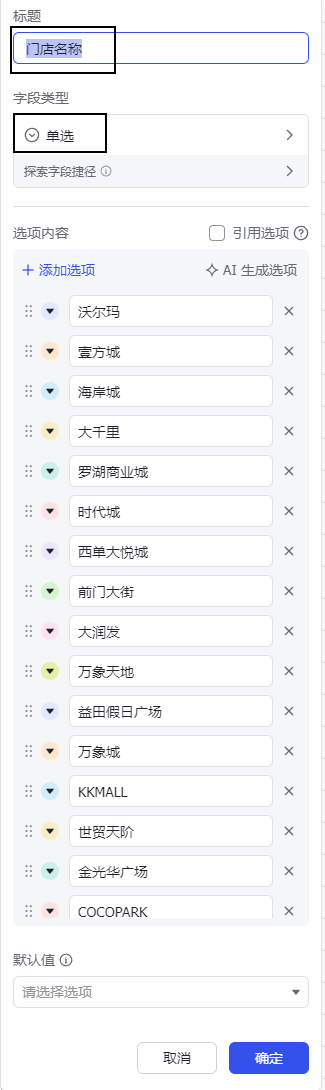 标题
门店名称
字段类型
单选
探索字段捷径
选项内容 引用选项
添加选项 AI 生成选项
沃尔玛
壹方城
海岸城
大千里
罗湖商业城
时代城
西单大悦城
前门大街
大润发
万象天地
益田假日广场
万象城
KKMALL
世贸天阶
金光华广场
COCOPARK
默认值
请选择选项
取消 确定